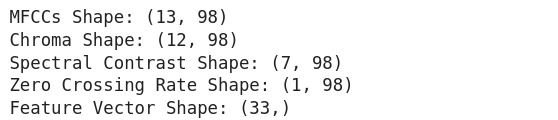 MFCCs Shape: (13, 98)
Chroma Shape: (12, 98)
Spectral Contrast Shape: (7, 98)
Zero Crossing Rate Shape: (1, 98)
Feature Vector Shape: (33,)